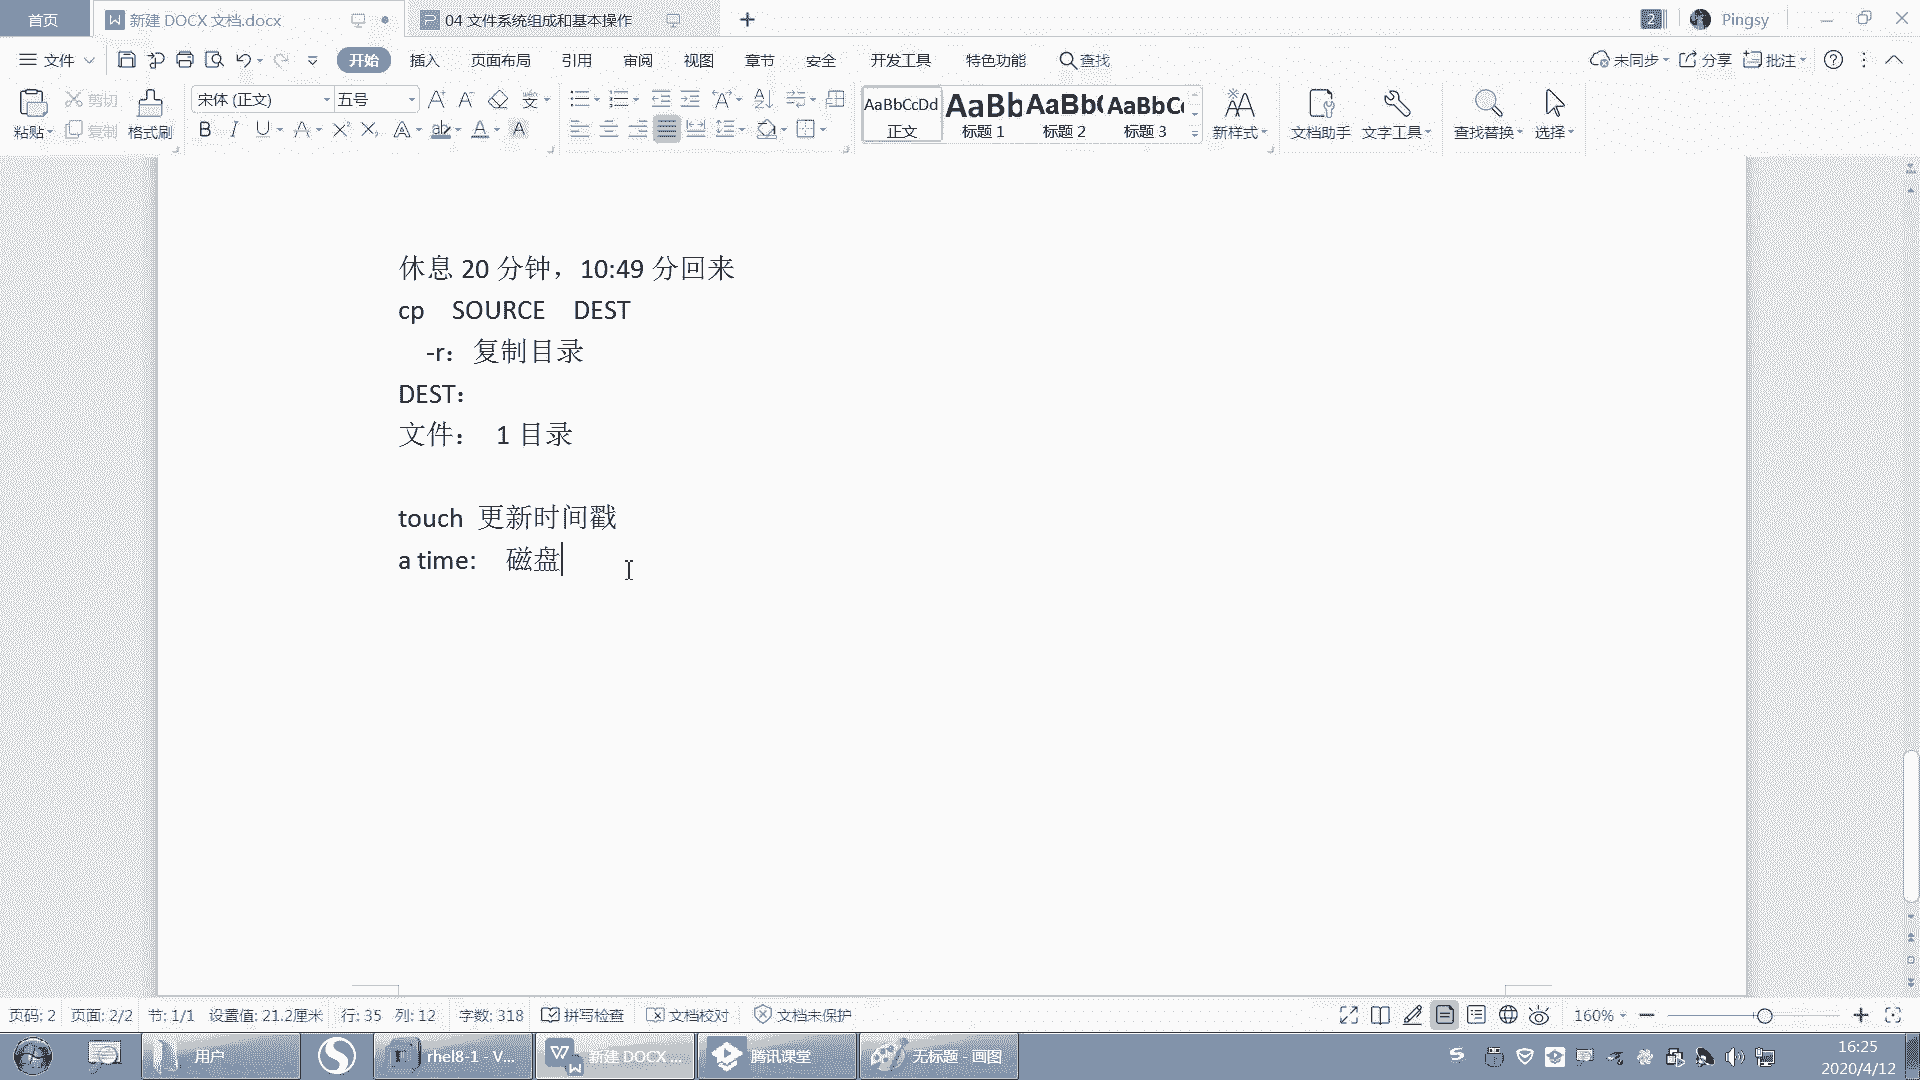 首页
新建 DOCX 文档.docx
04 文件系统组成和基本操作
2
Pingsy
文件
开始
插入
页面布局
引用
审阅
视图
章节
安全
开发工具
特色功能
查找
未同步
分享
批注
粘贴
剪切
复制
格式刷
宋体 (正文)
五号
AaBbCcDd
正文
AaBb
标题 1
AaBb(
标题 2
AaBbC
标题 3
新样式
文档助手
文字工具
查找替换
选择
休息 20 分钟，10:49 分回来
cp SOURCE DEST
-r：复制目录
DEST：
文件： 1 目录
touch 更新时间戳
a time: 磁盘
页码: 2 页面: 2/2 节: 1/1 设置值: 21.2厘米 行: 35 列: 12 字数: 318 拼写检查 文档校对 文档未保护 160%
用户
rhel8-1 - V...
新建 DOCX ...
腾讯课堂
无标题 - 画图
16:25
2020/4/12